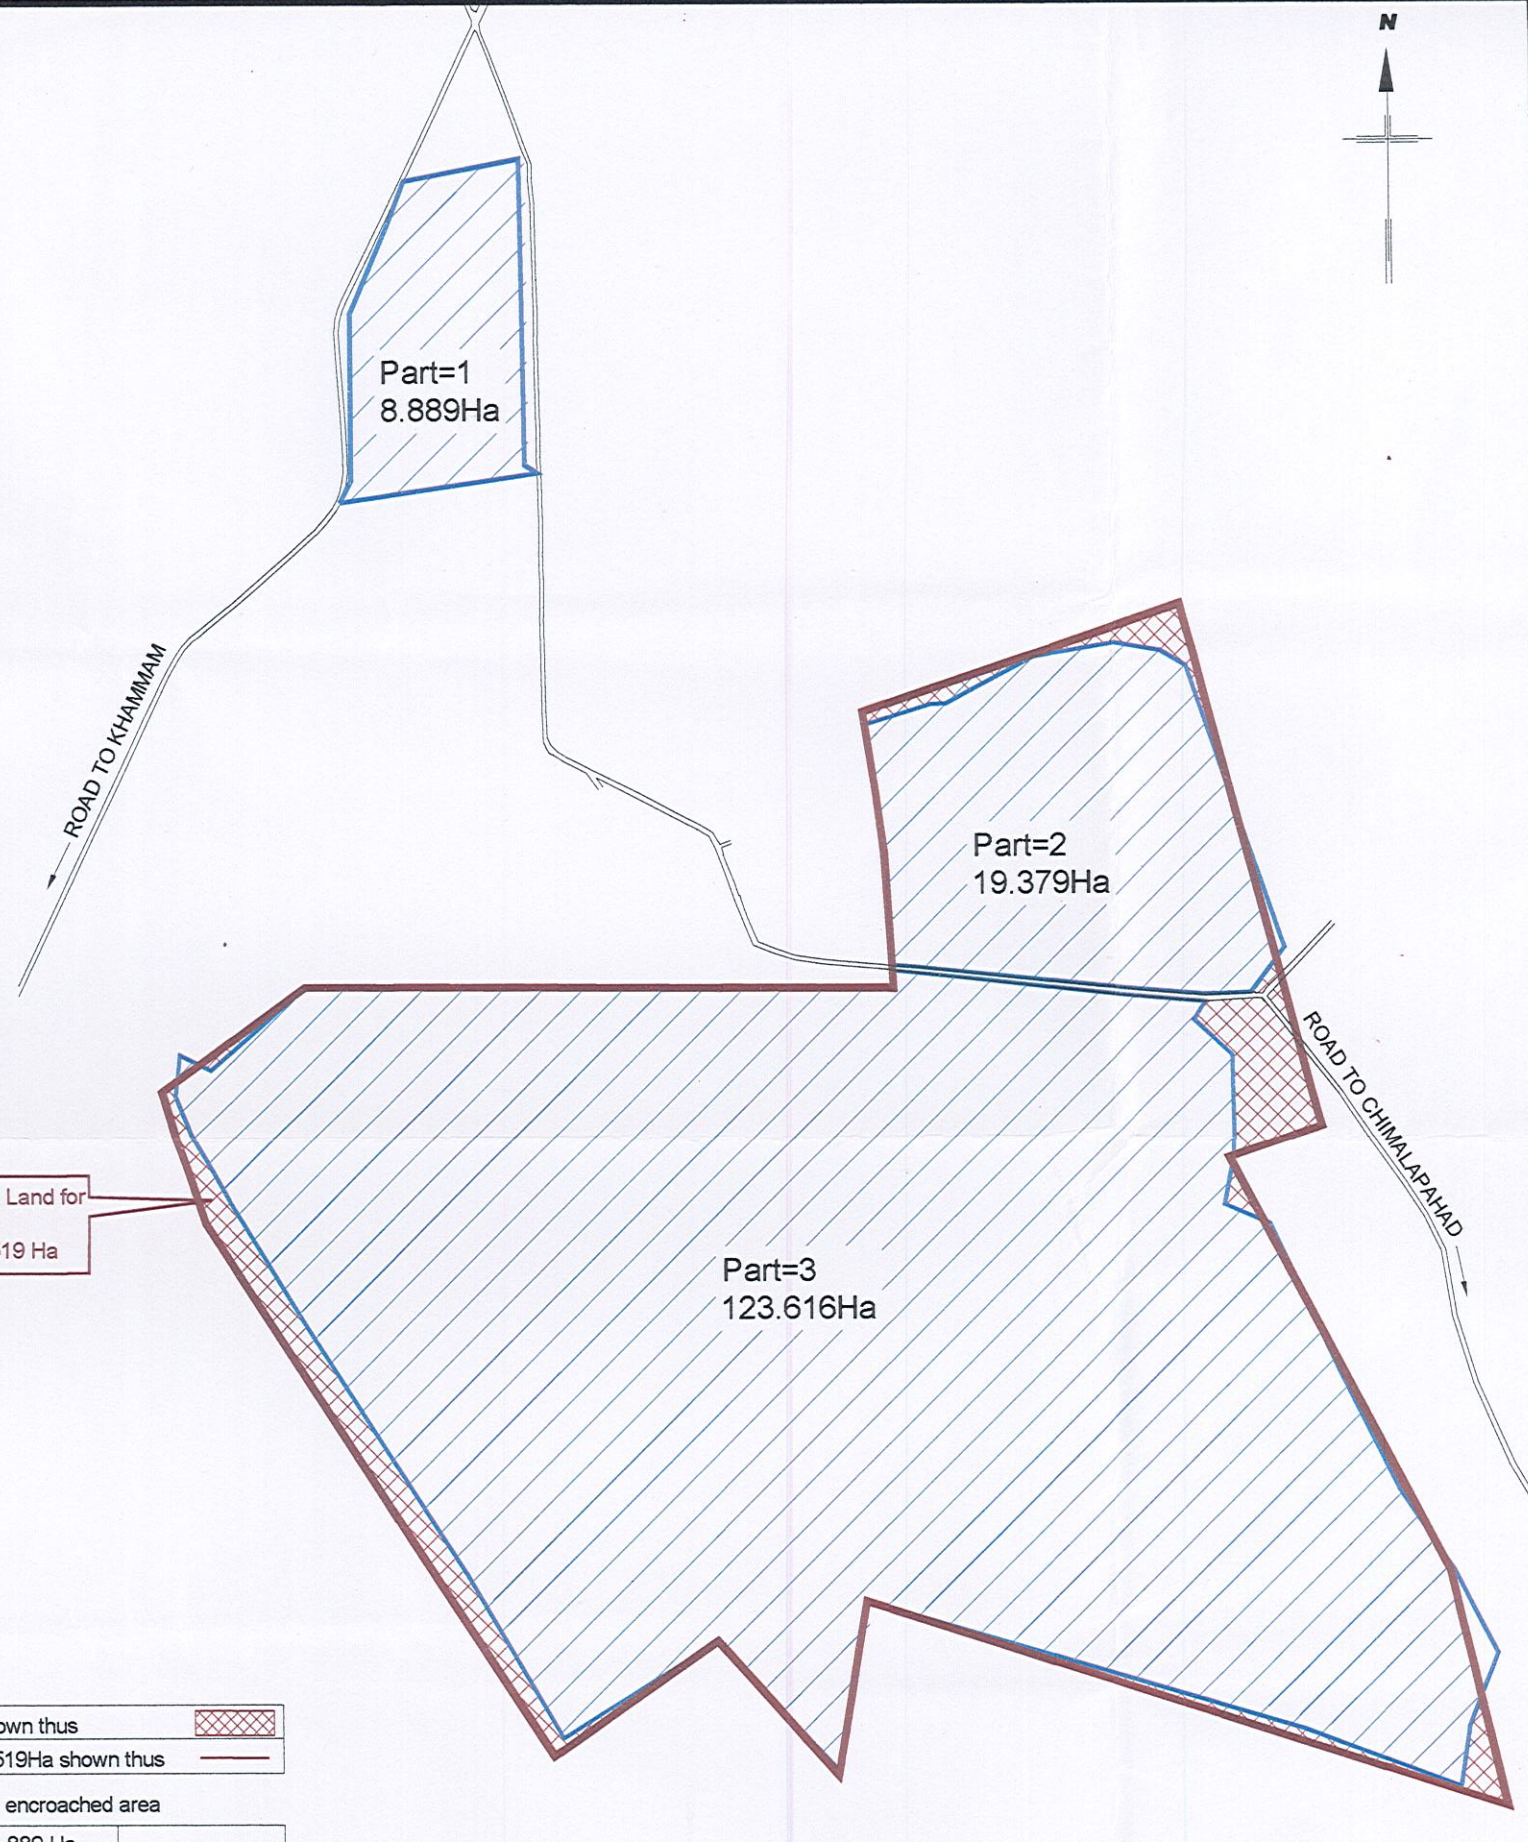 N
Part=1
8.889Ha
ROAD TO KHAMMAM
Part=2
19.379Ha
ROAD TO CHIMALAPAHAD
Land for
19 Ha
Part=3
123.616Ha
own thus
519Ha shown thus
encroached area